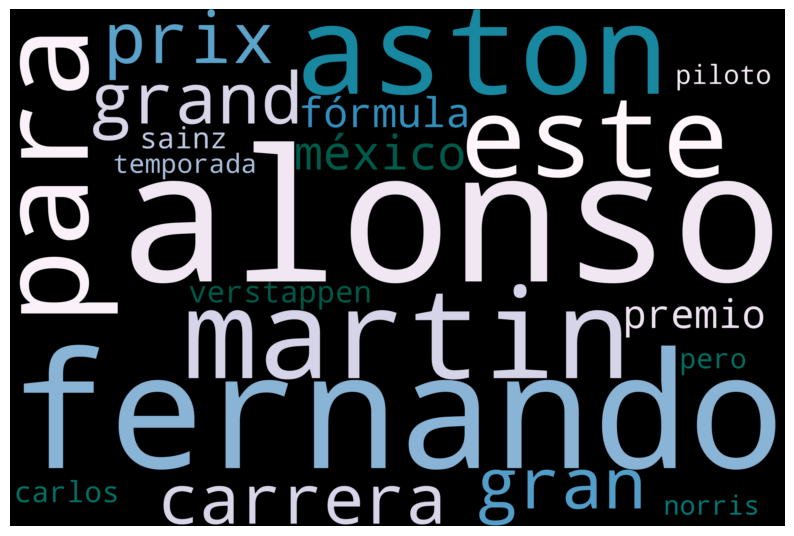 para
prix
aston
piloto
grand
fórmula
este
sainz
méxico
temporada
alonso
verstappen
martin
premio
pero
fernando
carlos
carrera
gran
norris